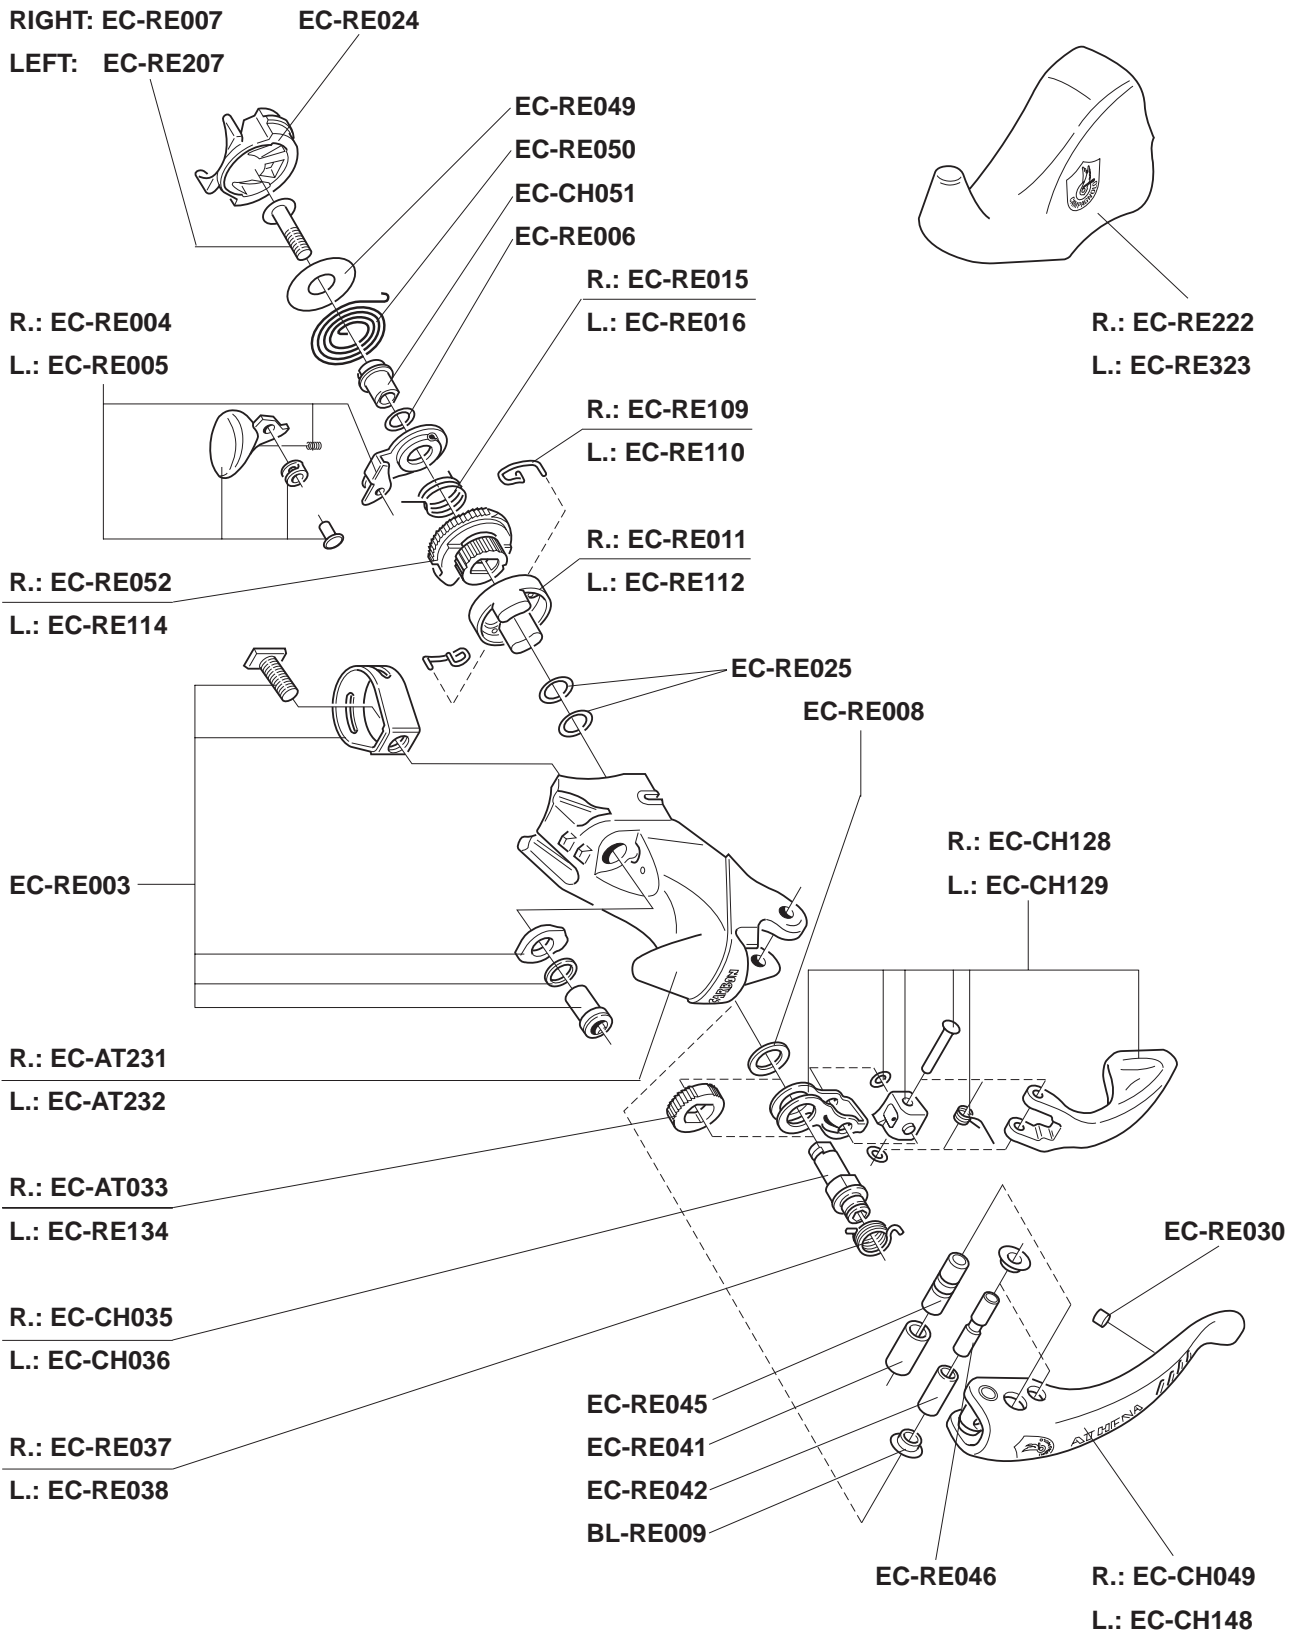 RIGHT: EC-RE007
EC-RE024
LEFT: EC-RE207
EC-RE049
EC-RE050
EC-CH051
EC-RE006
R.: EC-RE015
L.: EC-RE016
R.: EC-RE004
L.: EC-RE005
R.: EC-RE222
L.: EC-RE323
R.: EC-RE109
L.: EC-RE110
R.: EC-RE011
L.: EC-RE112
R.: EC-RE052
L.: EC-RE114
EC-RE025
EC-RE008
R.: EC-CH128
L.: EC-CH129
EC-RE003
CARBON
R.: EC-AT231
L.: EC-AT232
R.: EC-AT033
L.: EC-RE134
EC-RE030
R.: EC-CH035
L.: EC-CH036
EC-RE045
ATHENA
R.: EC-RE037
L.: EC-RE038
EC-RE041
EC-RE042
BL-RE009
EC-RE046
R.: EC-CH049
L.: EC-CH148